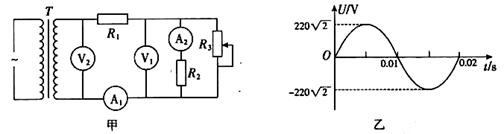 T
R₁
A₂
R₃
V₂
V₁
R₂
~
A₁
甲
U/V
220√2
O
0.01
0.02
t/s
-220√2
乙